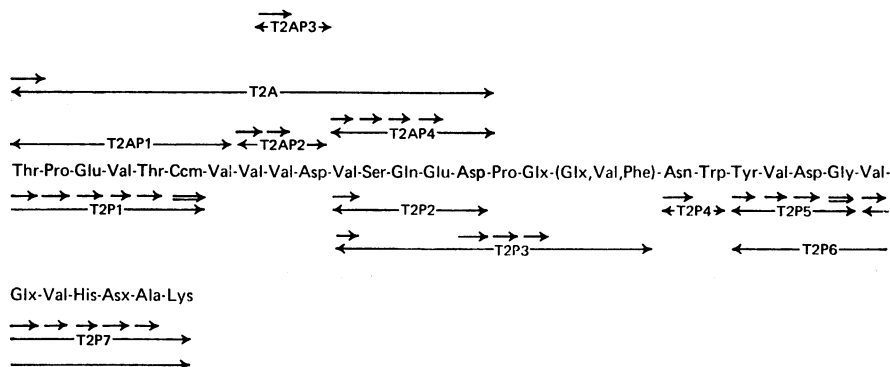 T2AP3
T2A
T2AP1 T2AP2 T2AP4
Thr-Pro-Glu-Val-Thr-Ccm-Val-Val-Val-Asp-Val-Ser-Gln-Glu-Asp-Pro-Glx-(Glx,Val,Phe)-Asn-Trp-Tyr-Val-Asp-Gly-Val-
T2P1 T2P2 T2P4 T2P5
T2P3 T2P6
Glx-Val-His-Asx-Ala-Lys
T2P7